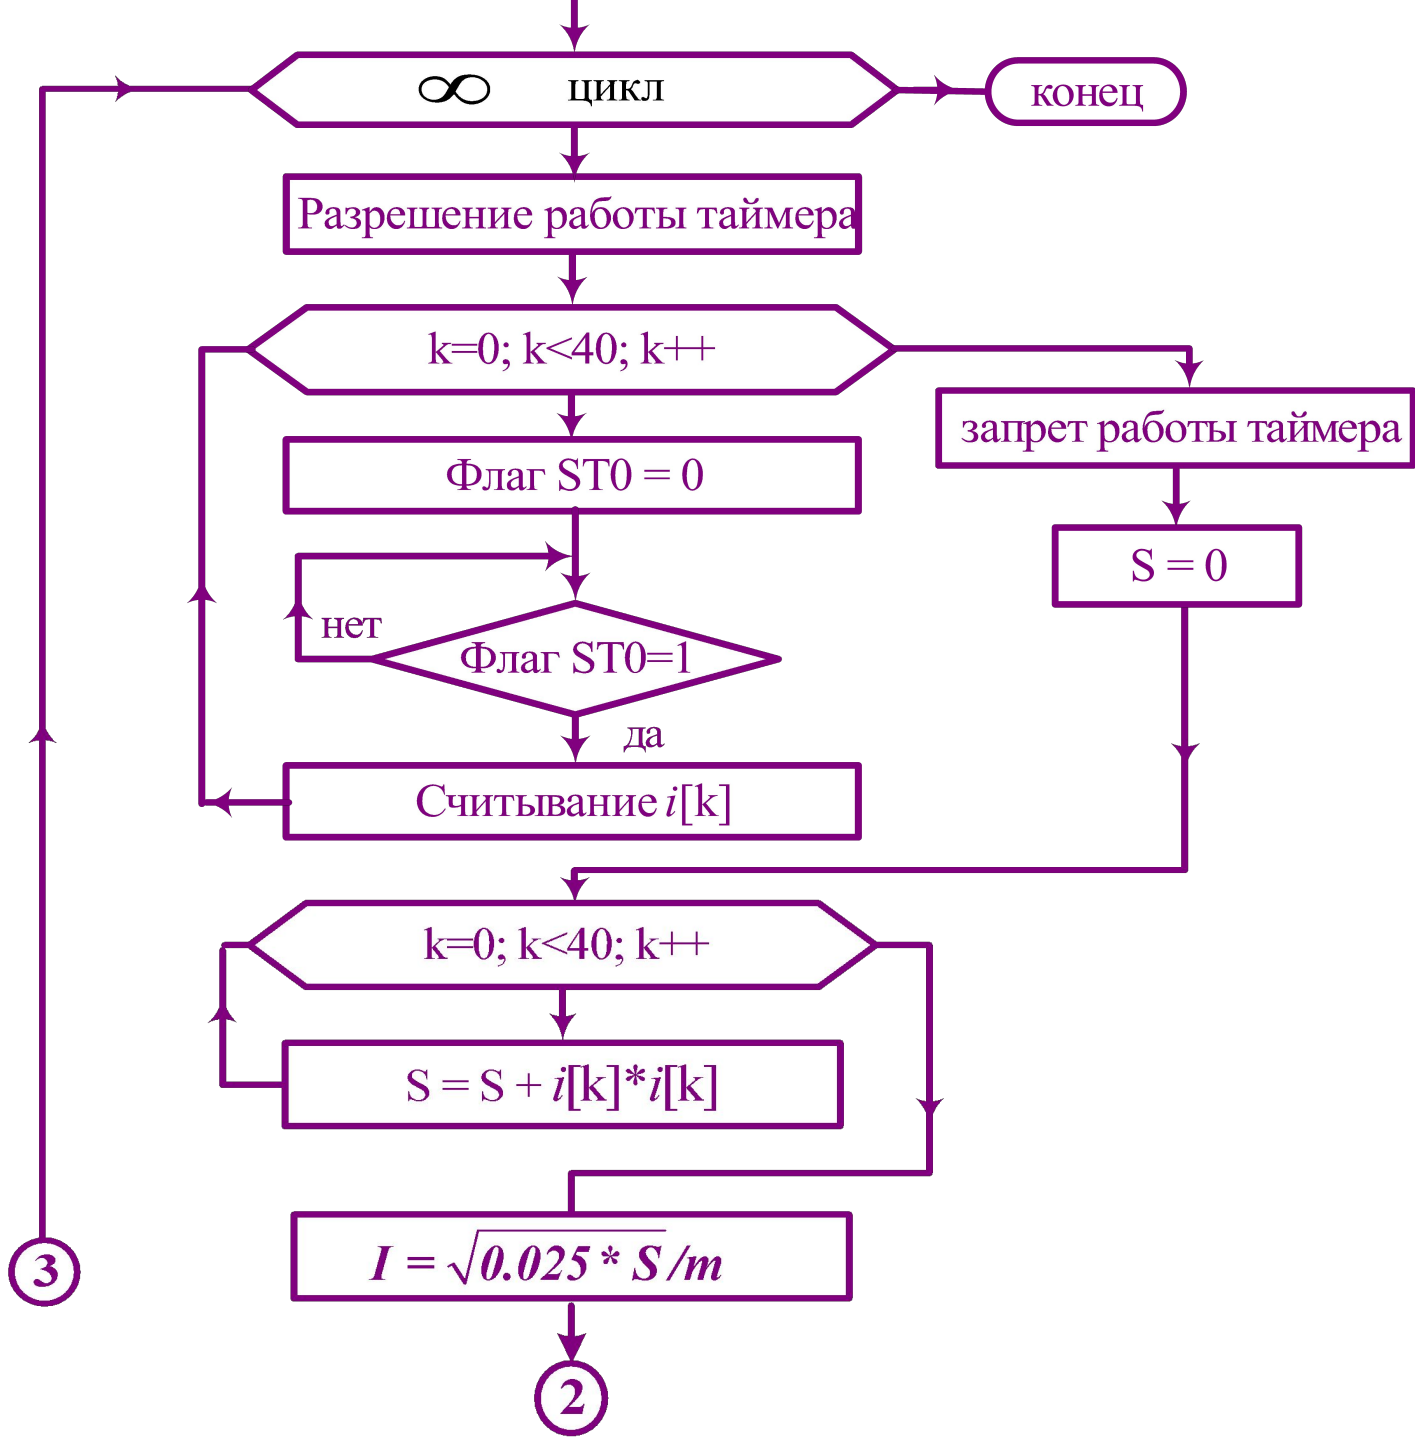 ∞ цикл
конец
Разрешение работы таймера
k=0; k<40; k++
запрет работы таймера
Флаг ST0 = 0
S = 0
нет
Флаг ST0=1
да
Считывание i[k]
k=0; k<40; k++
S = S + i[k]*i[k]
I = √0.025 * S/m
3
2